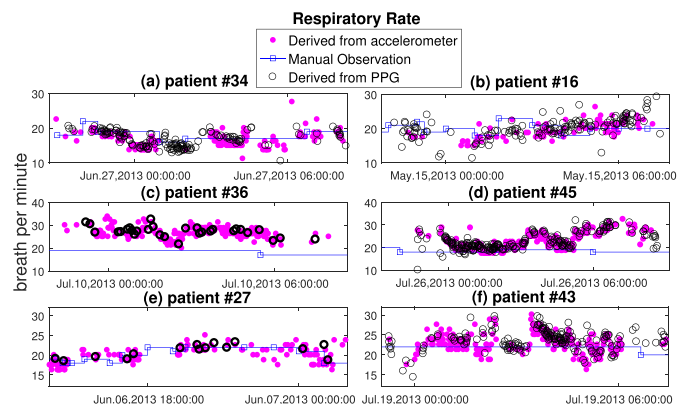 Respiratory Rate
Derived from accelerometer
Manual Observation
Derived from PPG
(a) patient #34
(b) patient #16
30
20
10
Jun.27,2013 00:00:00
Jun.27,2013 06:00:00
30
20
10
May.15,2013 00:00:00
May.15,2013 06:00:00
breath per minute
(c) patient #36
(d) patient #45
40
30
20
10
Jul.10,2013 00:00:00
Jul.10,2013 06:00:00
40
30
20
10
Jul.26,2013 00:00:00
Jul.26,2013 06:00:00
(e) patient #27
(f) patient #43
30
25
20
15
Jun.06,2013 18:00:00
Jun.07,2013 00:00:00
30
25
20
15
Jul.19,2013 00:00:00
Jul.19,2013 06:00:00